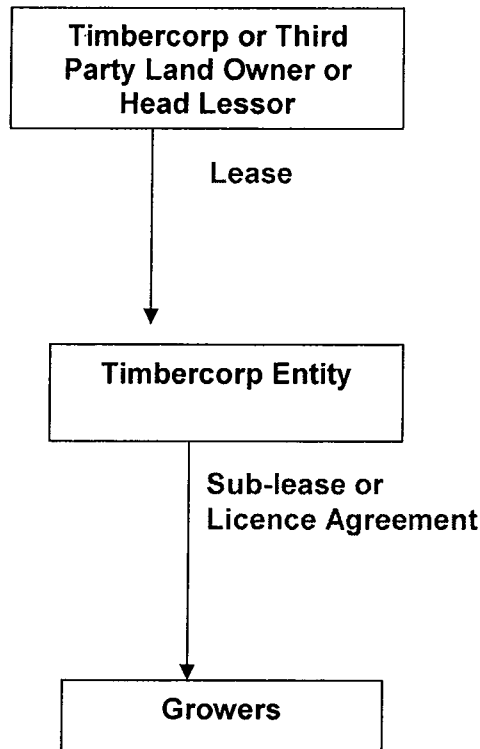 Timbercorp or Third
Party Land Owner or
Head Lessor
Lease
Timbercorp Entity
Sub-lease or
Licence Agreement
Growers